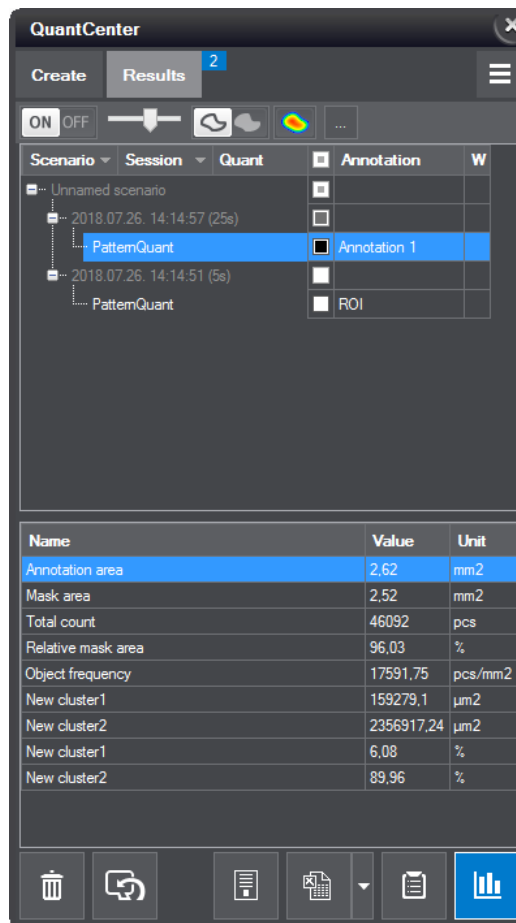 QuantCenter
Create Results 2
ON OFF ...
Scenario Session Quant Annotation W
Unnamed scenario
2018.07.26. 14:14:57 (25s)
PatternQuant Annotation 1
2018.07.26. 14:14:51 (5s)
PatternQuant ROI
Name Value Unit
Annotation area 2,62 mm2
Mask area 2,52 mm2
Total count 46092 pcs
Relative mask area 96,03 %
Object frequency 17591,75 pcs/mm2
New cluster1 159279,1 µm2
New cluster2 2356917,24 µm2
New cluster1 6,08 %
New cluster2 89,96 %